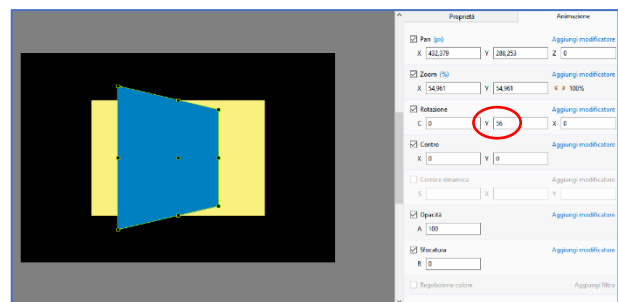 Proprietà Animazione
Pan (px) Aggiungi modificatore
X 432,379 Y 286,253 Z 0
Zoom (%) Aggiungi modificatore
X 54,961 Y 54,961 100%
Rotazione Aggiungi modificatore
C 0 Y 56 X 0
Centro Aggiungi modificatore
X 0 Y 0
Cornice dinamica Aggiungi modificatore
S X Y
Opacità Aggiungi modificatore
A 100
Sfocatura Aggiungi modificatore
R 0
Regolazione colore Aggiungi filtro